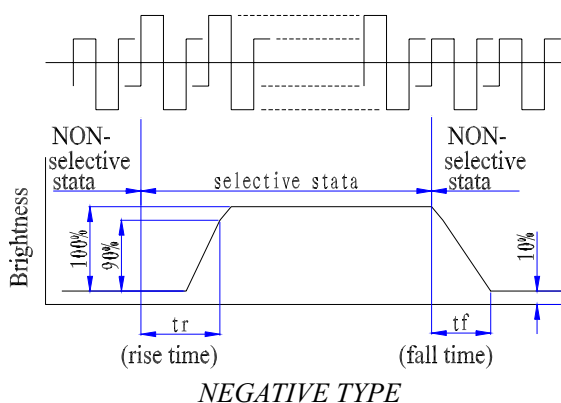 NON-
selective
stata
selective stata
NON-
selective
stata
Brightness
100%
90%
10%
tr
tf
(rise time)
(fall time)
NEGATIVE TYPE